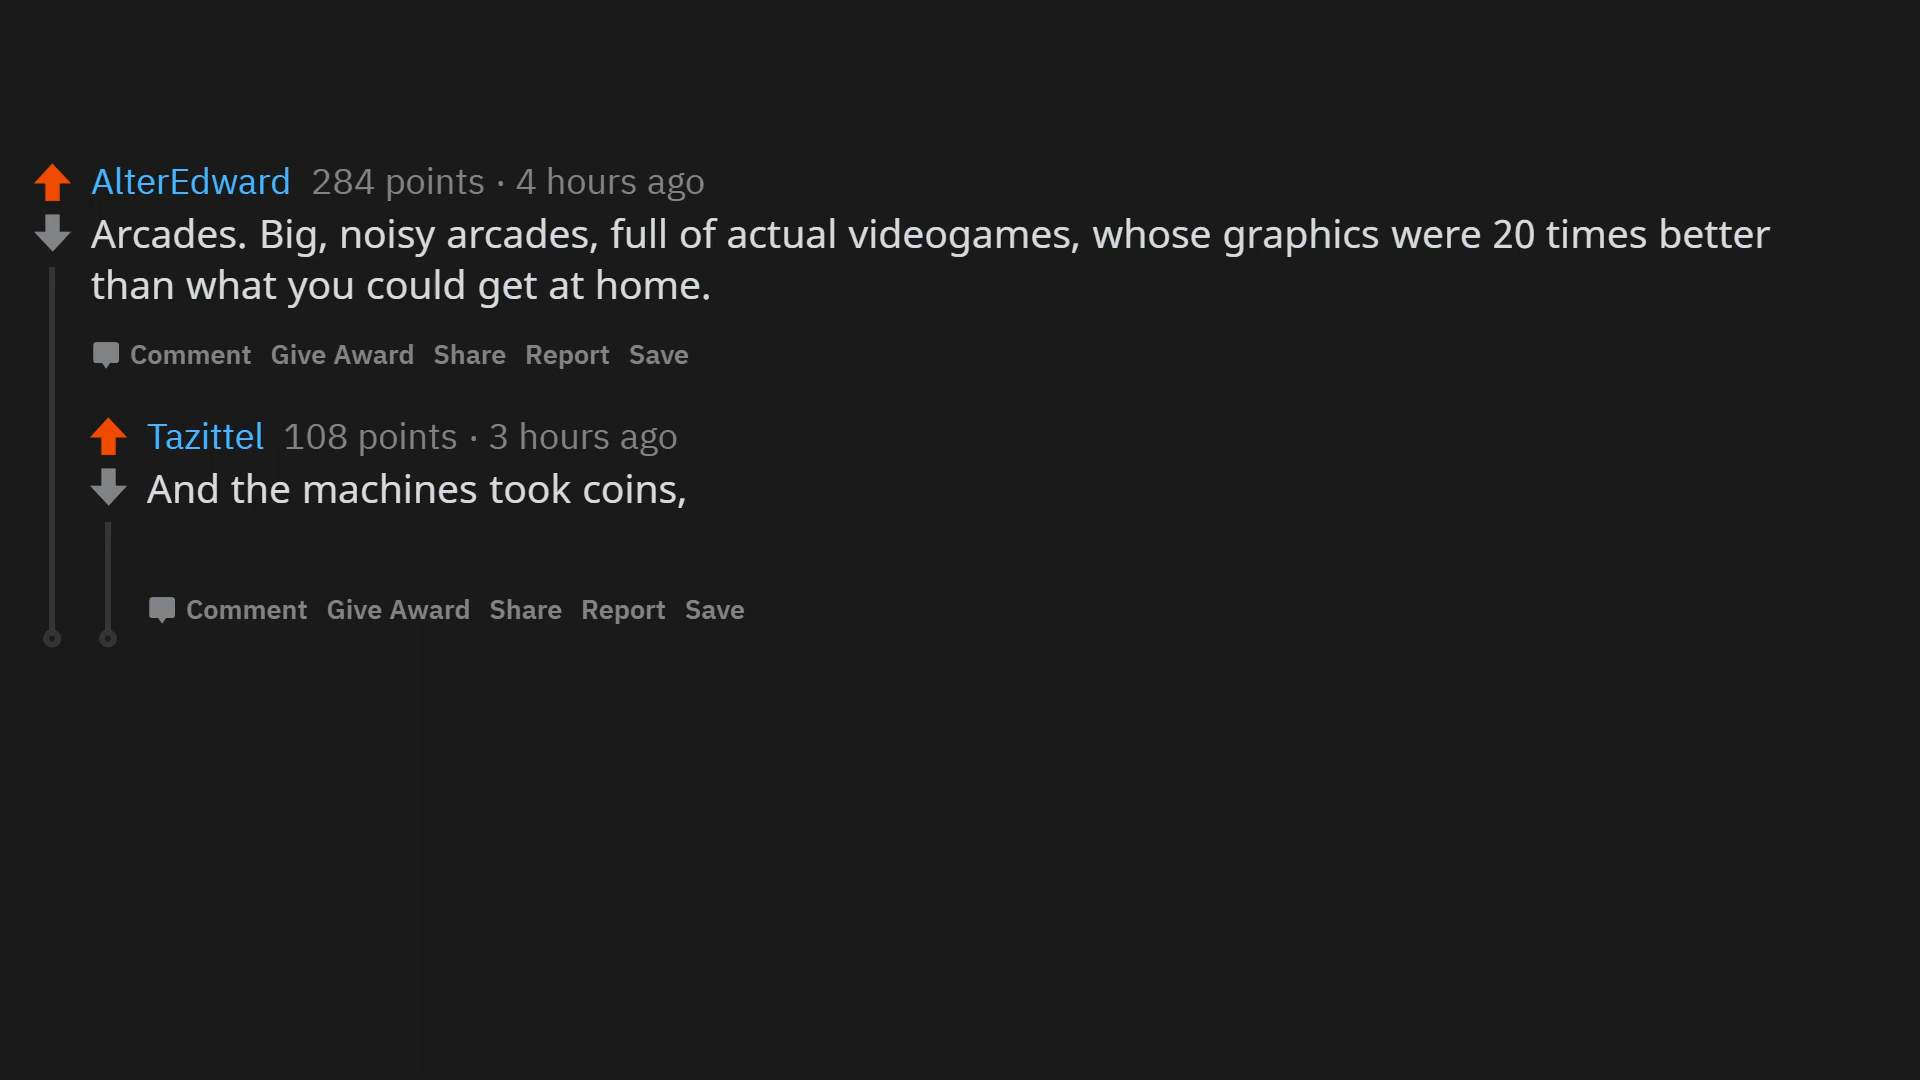 AlterEdward 284 points · 4 hours ago
Arcades. Big, noisy arcades, full of actual videogames, whose graphics were 20 times better
than what you could get at home.
Comment Give Award Share Report Save
Tazittel 108 points · 3 hours ago
And the machines took coins,
Comment Give Award Share Report Save